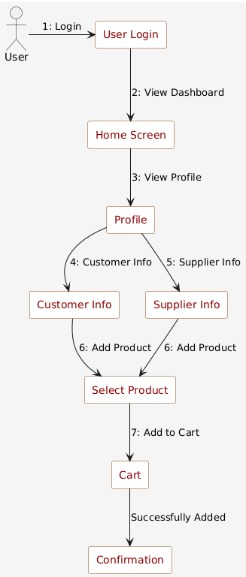 1: Login
User Login
User
2: View Dashboard
Home Screen
3: View Profile
Profile
4: Customer Info
5: Supplier Info
Customer Info
Supplier Info
6: Add Product
6: Add Product
Select Product
7: Add to Cart
Cart
Successfully Added
Confirmation